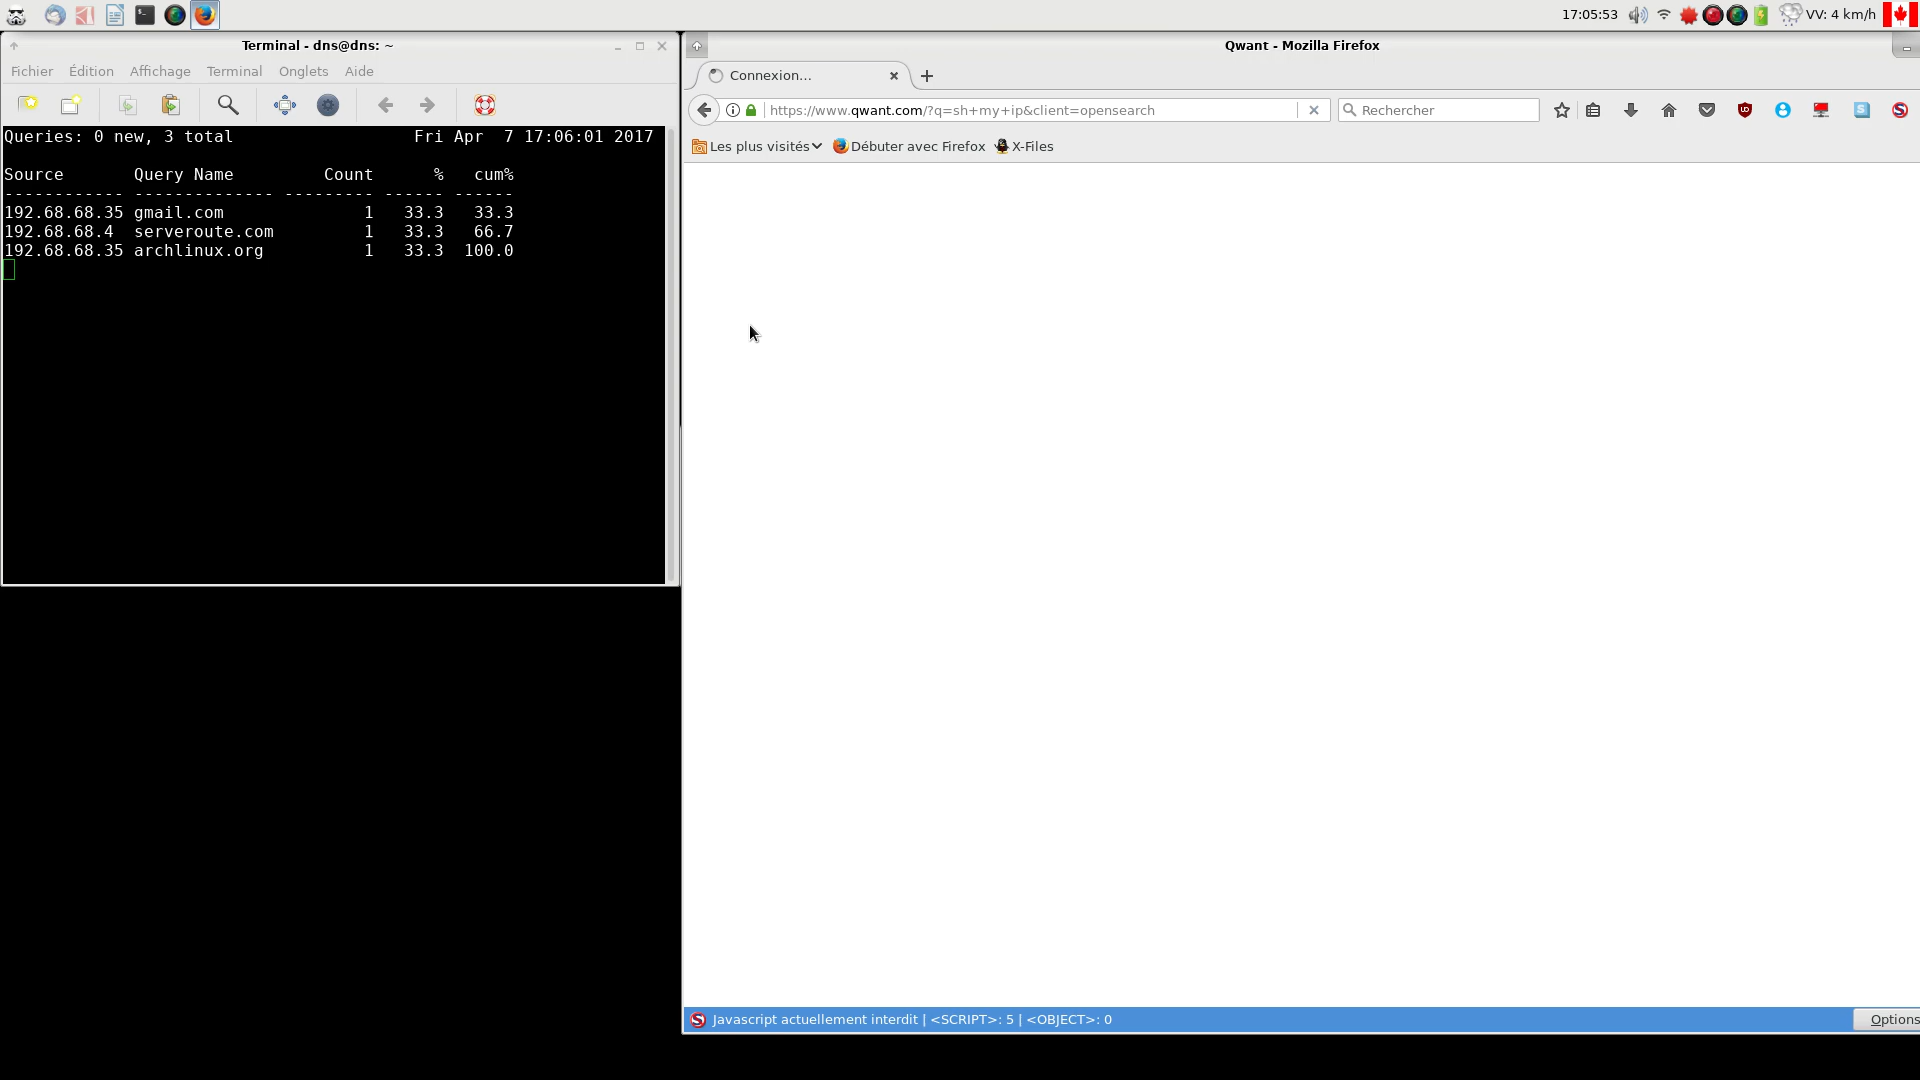 17:05:53
VV: 4 km/h
Terminal - dns@dns: ~
Fichier Édition Affichage Terminal Onglets Aide
Queries: 0 new, 3 total Fri Apr 7 17:06:01 2017
Source Query Name Count % cum%
------------ -------------- --------- ------ ------
192.68.68.35 gmail.com 1 33.3 33.3
192.68.68.4 serveroute.com 1 33.3 66.7
192.68.68.35 archlinux.org 1 33.3 100.0
Qwant - Mozilla Firefox
Connexion…
https://www.qwant.com/?q=sh+my+ip&client=opensearch
Rechercher
Les plus visités Débuter avec Firefox X-Files
Javascript actuellement interdit | <SCRIPT>: 5 | <OBJECT>: 0
Options